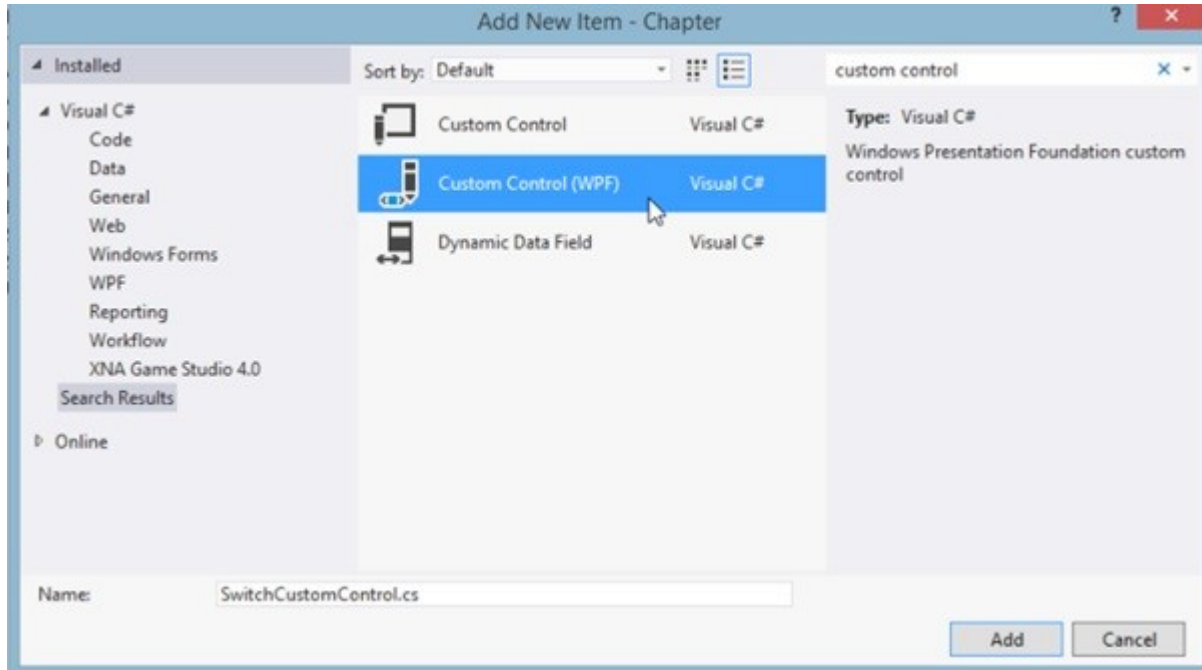 Add New Item - Chapter
?
Installed
Sort by: Default
custom control
Visual C#
Code
Data
General
Web
Windows Forms
WPF
Reporting
Workflow
XNA Game Studio 4.0
Search Results
Online
Custom Control Visual C#
Custom Control (WPF) Visual C#
Dynamic Data Field Visual C#
Type: Visual C#
Windows Presentation Foundation custom
control
Name: SwitchCustomControl.cs
Add Cancel